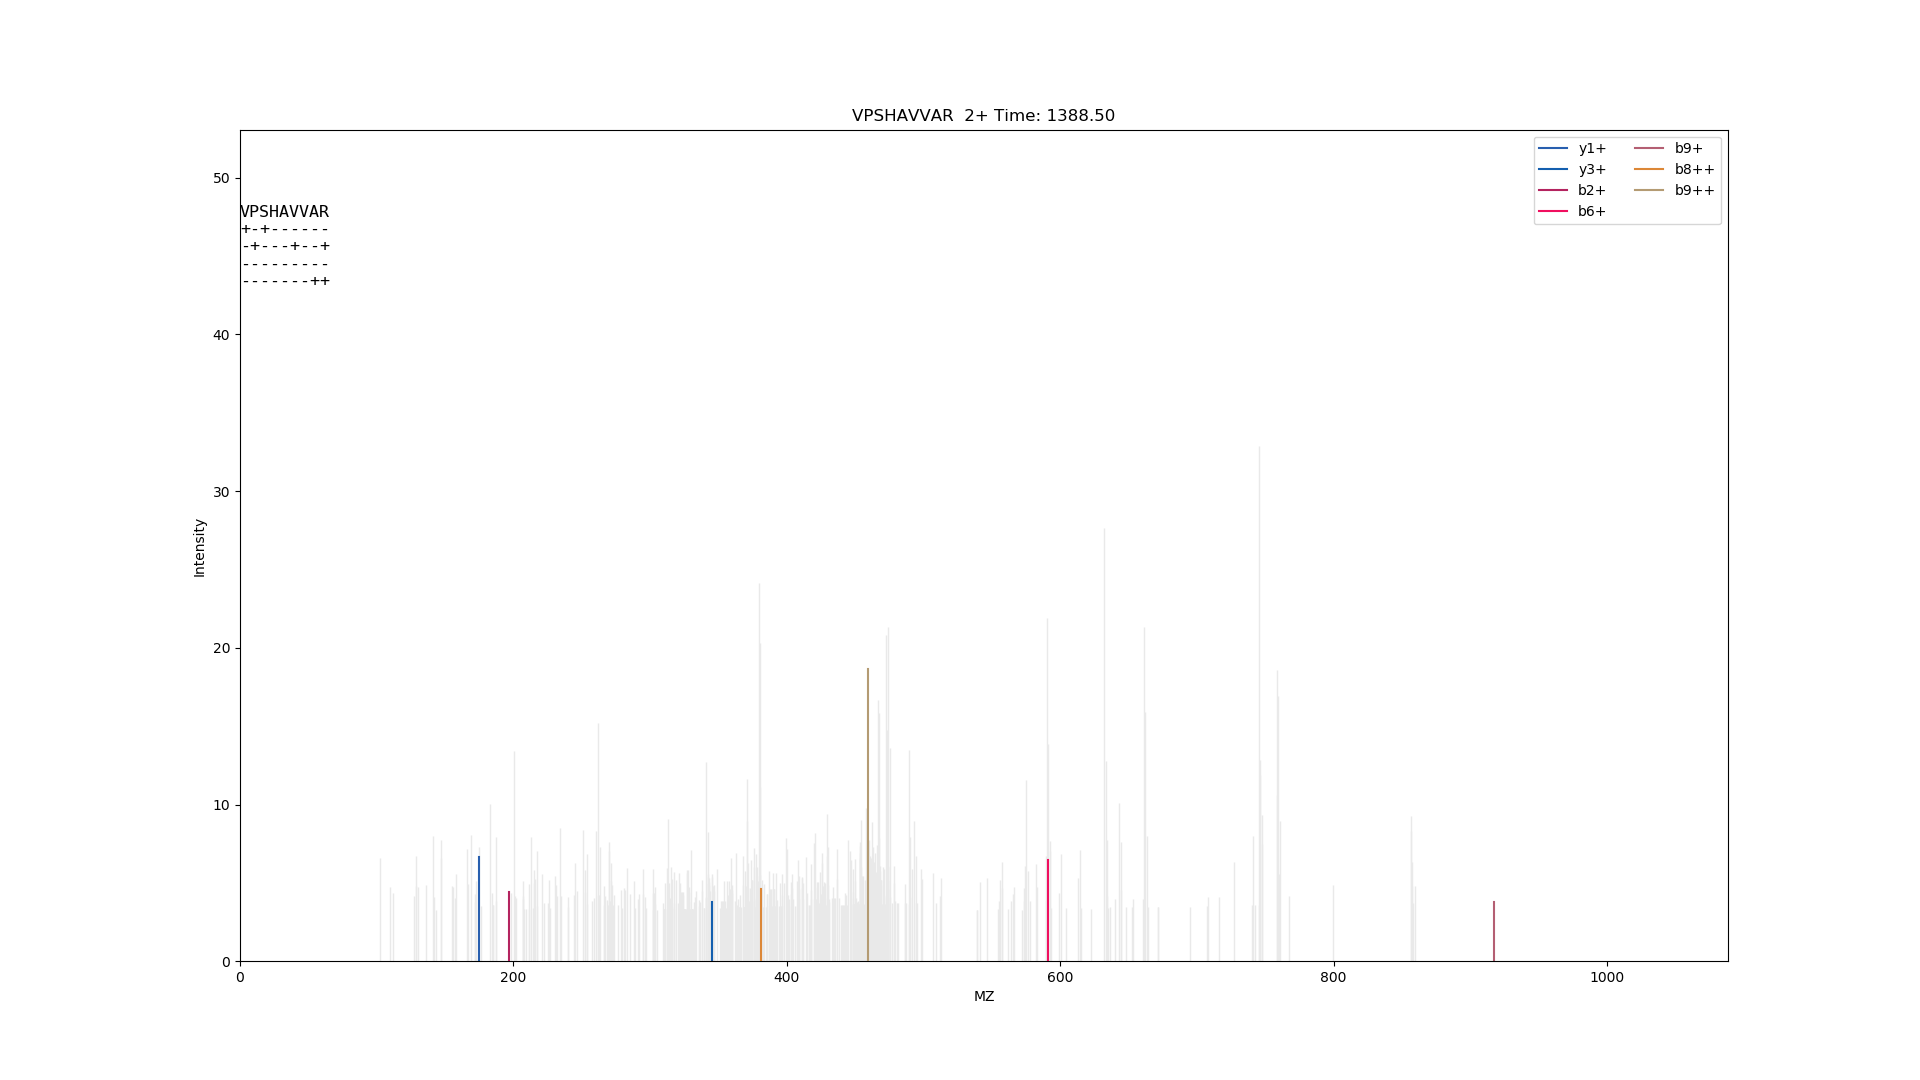 VPSHAVVAR  2+ Time: 1388.50
y1+
y3+
b2+
b6+
b9+
b8++
b9++
VPSHAVVAR
+-+------
-+---+--+
---------
-------++
50
40
30
20
10
0
Intensity
0 200 400 600 800 1000
MZ